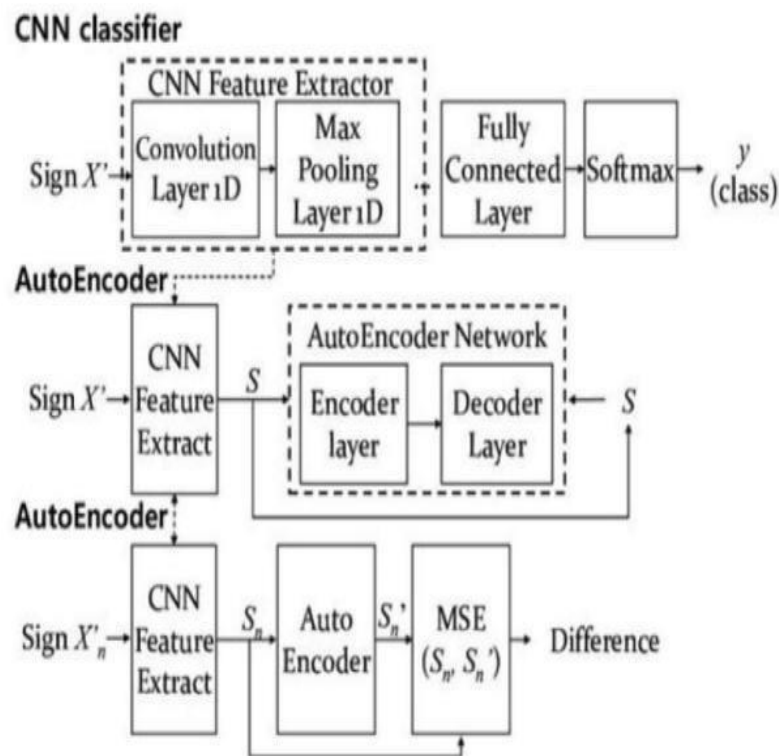 CNN classifier
CNN Feature Extractor
Sign X'
Convolution
Layer 1D
Max
Pooling
Layer 1D
...
Fully
Connected
Layer
Softmax
y
(class)
AutoEncoder
Sign X'
CNN
Feature
Extract
S
AutoEncoder Network
Encoder
layer
Decoder
Layer
S
AutoEncoder
Sign X'n
CNN
Feature
Extract
Sn
Auto
Encoder
Sn'
MSE
(Sn, Sn')
Difference